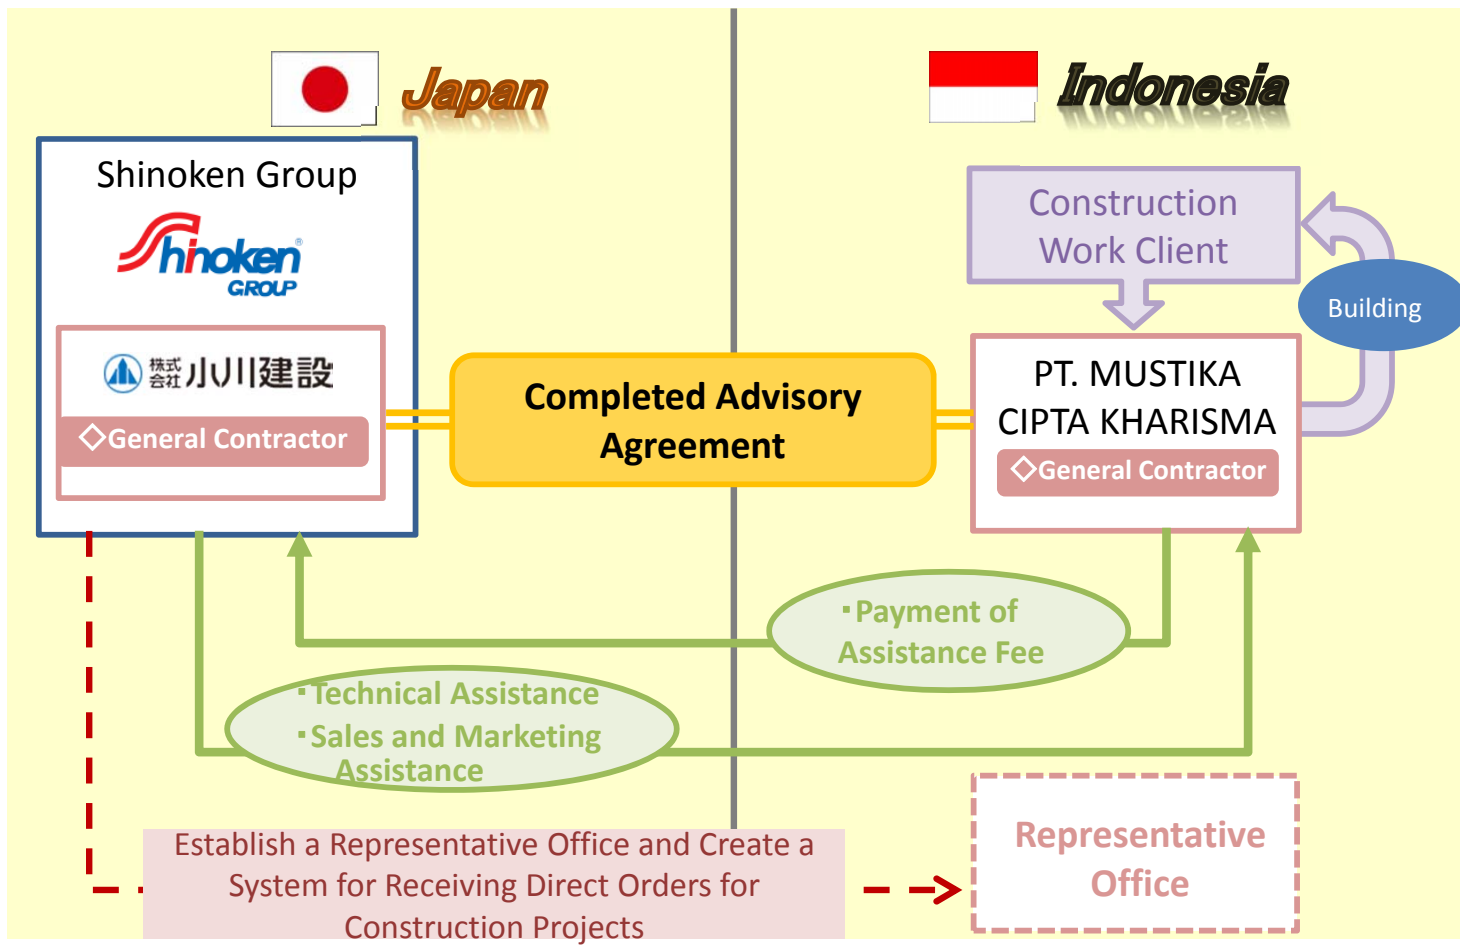 Japan
Indonesia
Shinoken Group
Shinoken®
GROUP
株式会社 小川建設
◇General Contractor
Completed Advisory
Agreement
Construction
Work Client
Building
PT. MUSTIKA
CIPTA KHARISMA
◇General Contractor
▪Payment of
Assistance Fee
▪Technical Assistance
▪Sales and Marketing
Assistance
Establish a Representative Office and Create a
System for Receiving Direct Orders for
Construction Projects
Representative
Office